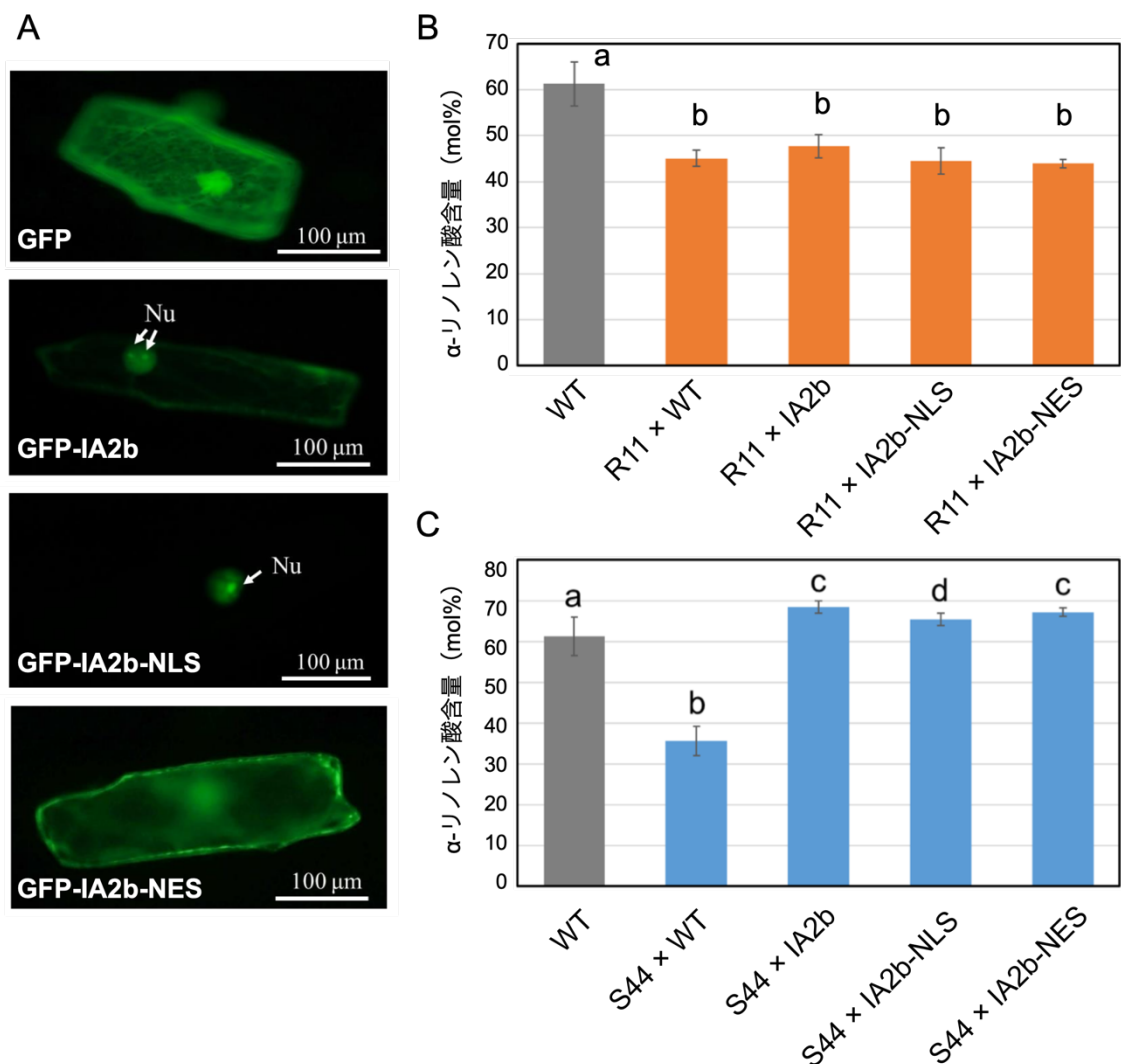 A
GFP
100 μm
Nu
GFP-IA2b
100 μm
Nu
GFP-IA2b-NLS
100 μm
GFP-IA2b-NES
100 μm
B
α-リノレン酸含量(mol%)
70
60
50
40
30
20
10
0
a
b
b
b
b
WT
R11 × WT
R11 × IA2b
R11 × IA2b-NLS
R11 × IA2b-NES
C
α-リノレン酸含量(mol%)
80
70
60
50
40
30
20
10
0
a
b
c
d
c
WT
S44 × WT
S44 × IA2b
S44 × IA2b-NLS
S44 × IA2b-NES